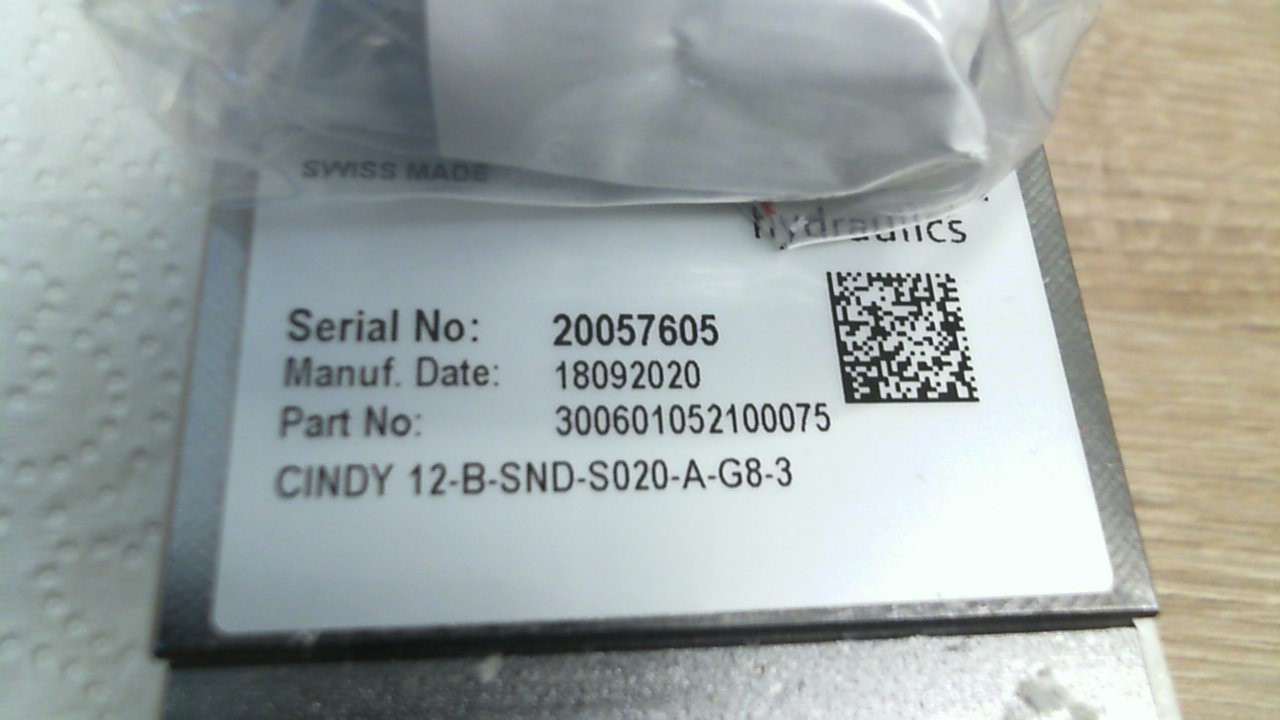 SWISS MADE
hydraulics
Serial No: 20057605
Manuf. Date: 18092020
Part No: 300601052100075
CINDY 12-B-SND-S020-A-G8-3